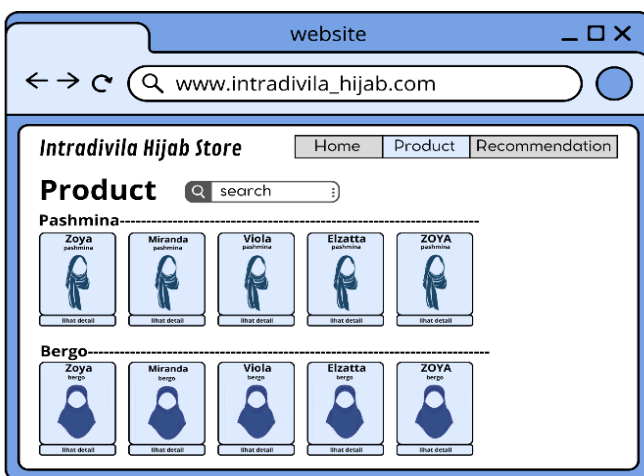 website
www.intradivila_hijab.com
Intradivila Hijab Store
Home Product Recommendation
Product
search
Pashmina
Zoya Miranda Viola Elzatta ZOYA
pashmina pashmina pashmina pashmina pashmina
lihat detail lihat detail lihat detail lihat detail lihat detail
Bergo
Zoya Miranda Viola Elzatta ZOYA
bergo bergo bergo bergo bergo
lihat detail lihat detail lihat detail lihat detail lihat detail